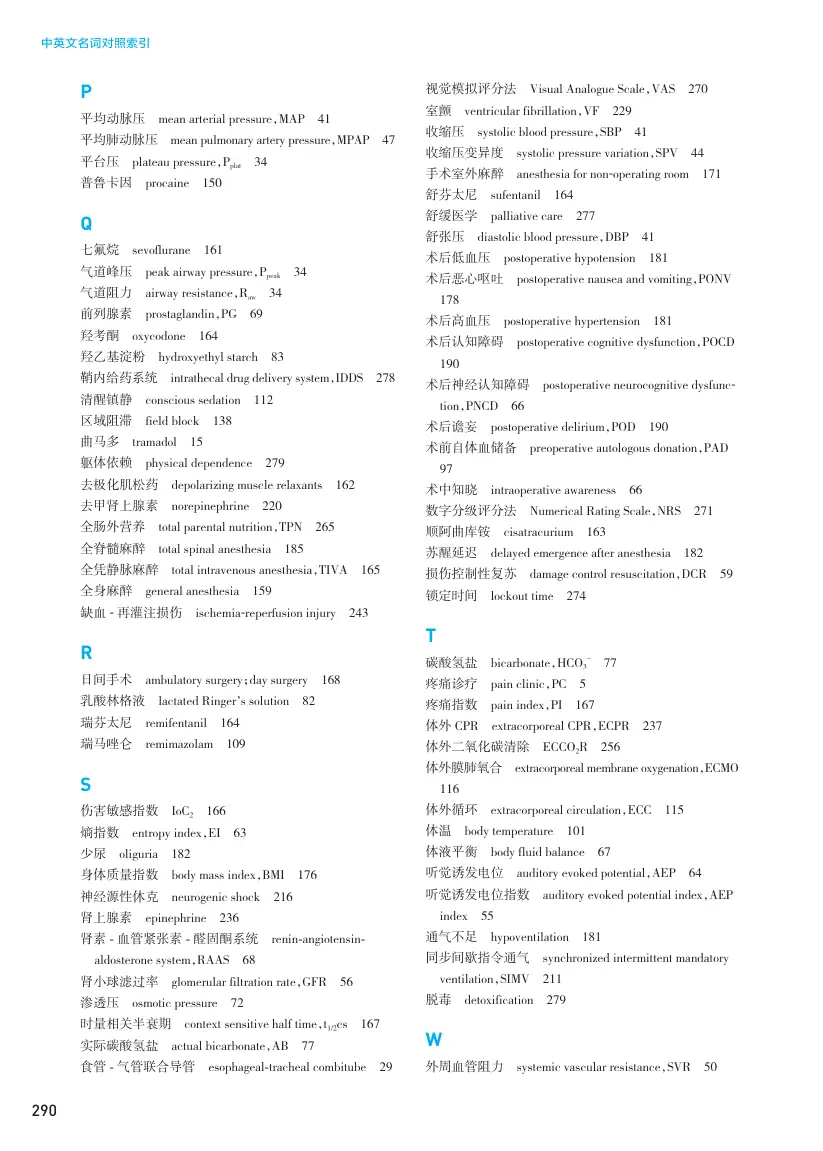 中英文名词对照索引
P
平均动脉压 mean arterial pressure,MAP 41
平均肺动脉压 mean pulmonary artery pressure,MPAP 47
平台压 plateau pressure,Pplat 34
普鲁卡因 procaine 150
Q
七氟烷 sevoflurane 161
气道峰压 peak airway pressure,Ppeak 34
气道阻力 airway resistance,Raw 34
前列腺素 prostaglandin,PG 69
羟考酮 oxycodone 164
羟乙基淀粉 hydroxyethyl starch 83
鞘内给药系统 intrathecal drug delivery system,IDDS 278
清醒镇静 conscious sedation 112
区域阻滞 field block 138
曲马多 tramadol 15
躯体依赖 physical dependence 279
去极化肌松药 depolarizing muscle relaxants 162
去甲肾上腺素 norepinephrine 220
全肠外营养 total parental nutrition,TPN 265
全脊髓麻醉 total spinal anesthesia 185
全凭静脉麻醉 total intravenous anesthesia,TIVA 165
全身麻醉 general anesthesia 159
缺血 - 再灌注损伤 ischemia-reperfusion injury 243
R
日间手术 ambulatory surgery;day surgery 168
乳酸林格液 lactated Ringer's solution 82
瑞芬太尼 remifentanil 164
瑞马唑仑 remimazolam 109
S
伤害敏感指数 IoC₂ 166
熵指数 entropy index,EI 63
少尿 oliguria 182
身体质量指数 body mass index,BMI 176
神经源性休克 neurogenic shock 216
肾上腺素 epinephrine 236
肾素 - 血管紧张素 - 醛固酮系统 renin-angiotensin-
aldosterone system,RAAS 68
肾小球滤过率 glomerular filtration rate,GFR 56
渗透压 osmotic pressure 72
时量相关半衰期 context sensitive half time,t1/2cs 167
实际碳酸氢盐 actual bicarbonate,AB 77
食管 - 气管联合导管 esophageal-tracheal combitube 29
视觉模拟评分法 Visual Analogue Scale,VAS 270
室颤 ventricular fibrillation,VF 229
收缩压 systolic blood pressure,SBP 41
收缩压变异度 systolic pressure variation,SPV 44
手术室外麻醉 anesthesia for non-operating room 171
舒芬太尼 sufentanil 164
舒缓医学 palliative care 277
舒张压 diastolic blood pressure,DBP 41
术后低血压 postoperative hypotension 181
术后恶心呕吐 postoperative nausea and vomiting,PONV
178
术后高血压 postoperative hypertension 181
术后认知障碍 postoperative cognitive dysfunction,POCD
190
术后神经认知障碍 postoperative neurocognitive dysfunc-
tion,PNCD 66
术后谵妄 postoperative delirium,POD 190
术前自体血储备 preoperative autologous donation,PAD
97
术中知晓 intraoperative awareness 66
数字分级评分法 Numerical Rating Scale,NRS 271
顺阿曲库铵 cisatracurium 163
苏醒延迟 delayed emergence after anesthesia 182
损伤控制性复苏 damage control resuscitation,DCR 59
锁定时间 lockout time 274
T
碳酸氢盐 bicarbonate,HCO₃⁻ 77
疼痛诊疗 pain clinic,PC 5
疼痛指数 pain index,PI 167
体外 CPR extracorporeal CPR,ECPR 237
体外二氧化碳清除 ECCO₂R 256
体外膜肺氧合 extracorporeal membrane oxygenation,ECMO
116
体外循环 extracorporeal circulation,ECC 115
体温 body temperature 101
体液平衡 body fluid balance 67
听觉诱发电位 auditory evoked potential,AEP 64
听觉诱发电位指数 auditory evoked potential index,AEP
index 55
通气不足 hypoventilation 181
同步间歇指令通气 synchronized intermittent mandatory
ventilation,SIMV 211
脱毒 detoxification 279
W
外周血管阻力 systemic vascular resistance,SVR 50
290